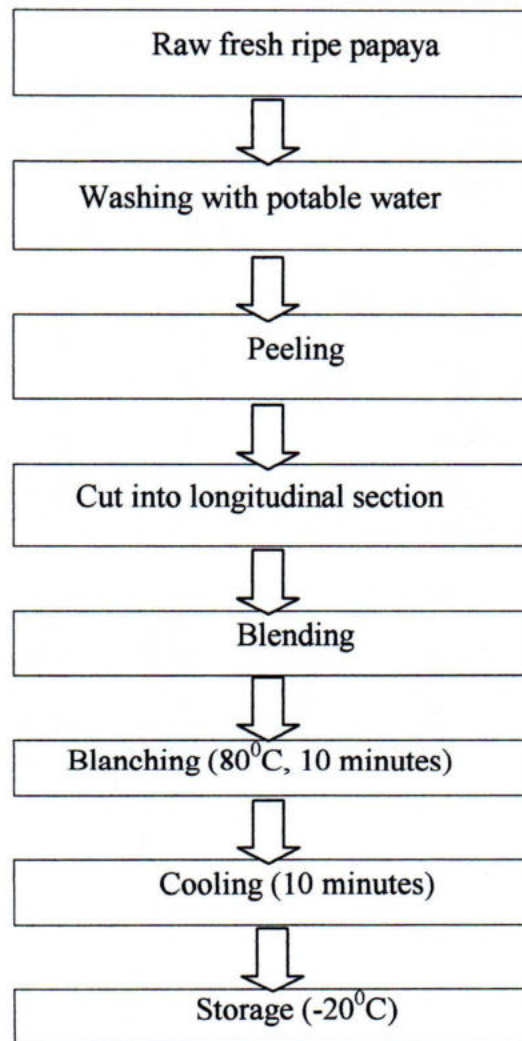 Raw fresh ripe papaya
Washing with potable water
Peeling
Cut into longitudinal section
Blending
Blanching (80⁰C, 10 minutes)
Cooling (10 minutes)
Storage (-20⁰C)